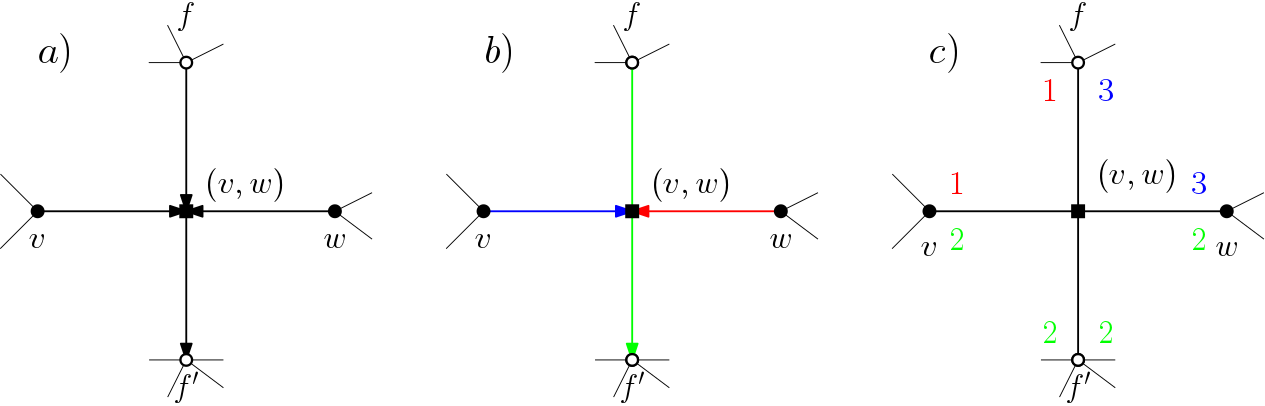 a) f
(v, w)
v w
f′
b) f
(v, w)
v w
f′
c) f
1 3
(v, w)
1 3
v 2 2 w
2 2
f′